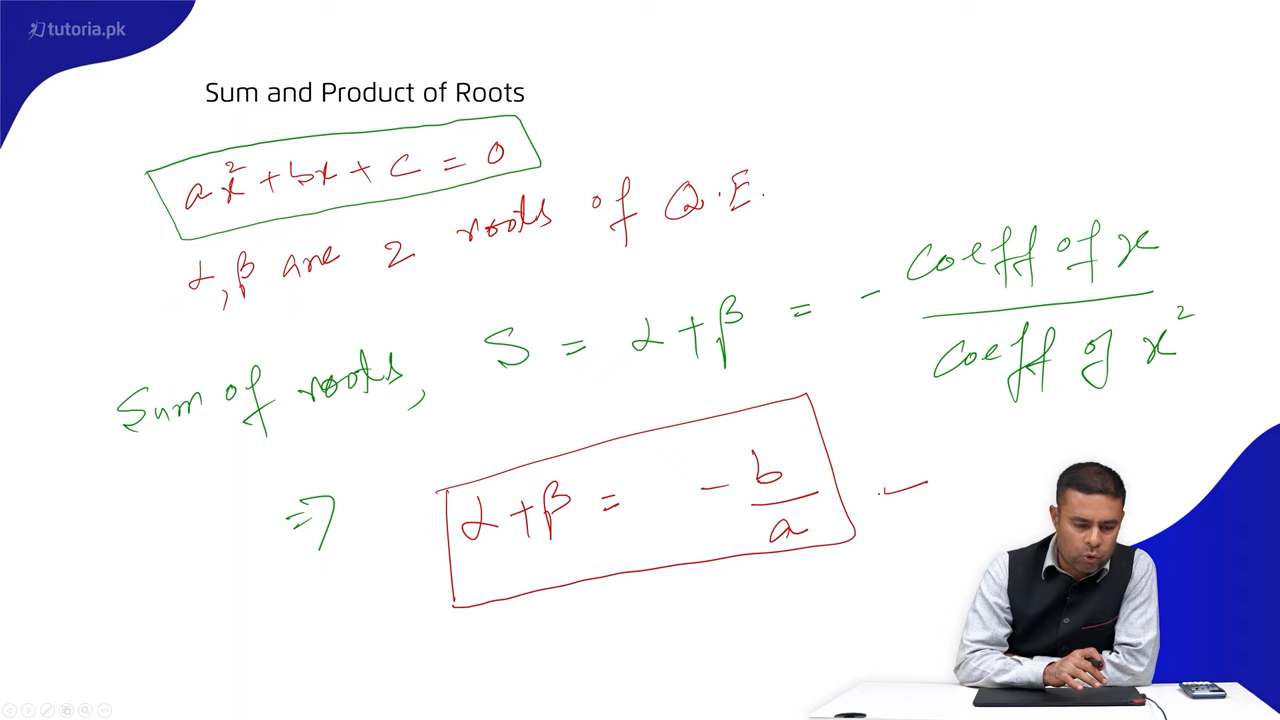 tutoria.pk
Sum and Product of Roots
ax² + bx + c = 0
α, β are 2 roots of Q.E.
Sum of roots, S = α + β = - coeff of x / coeff of x²
⇒ α + β = - b / a